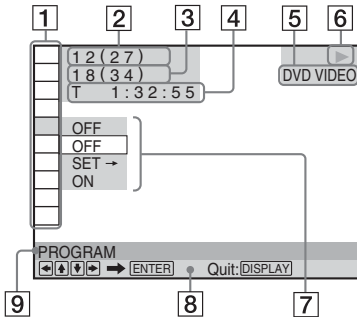 1 2 3 4 5 6
12(27)
18(34)
T 1:32:55
DVD VIDEO
OFF
OFF
SET →
ON
PROGRAM
←↑↓→ ➡ ENTER Quit: DISPLAY
9 8 7